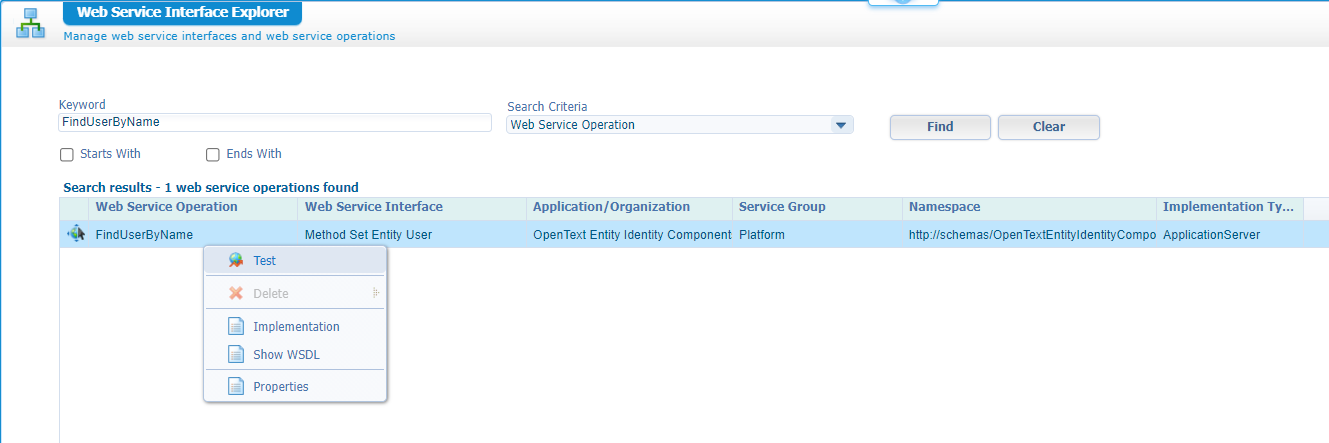 Web Service Interface Explorer
Manage web service interfaces and web service operations
Keyword
Search Criteria
FindUserByName
Web Service Operation
Find
Clear
Starts With
Ends With
Search results - 1 web service operations found
Web Service Operation Web Service Interface Application/Organization Service Group Namespace Implementation Ty...
FindUserByName Method Set Entity User OpenText Entity Identity Component Platform http://schemas/OpenTextEntityIdentityCompo ApplicationServer
Test
Delete
Implementation
Show WSDL
Properties